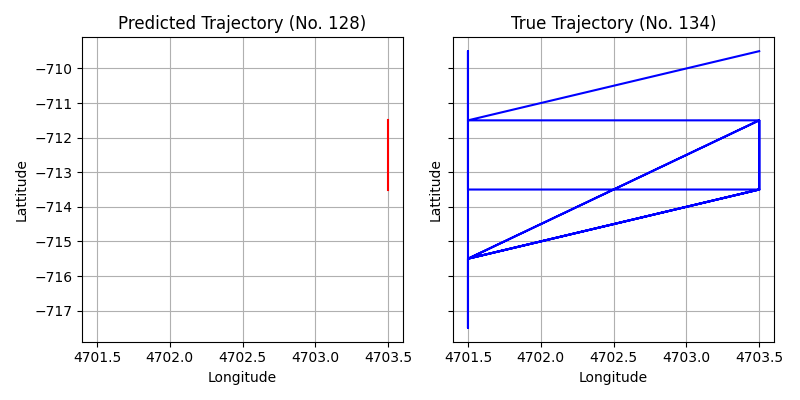 Predicted Trajectory (No. 128)
True Trajectory (No. 134)
−710
−711
−712
−713
−714
−715
−716
−717
Lattitude
Lattitude
4701.5 4702.0 4702.5 4703.0 4703.5
4701.5 4702.0 4702.5 4703.0 4703.5
Longitude
Longitude